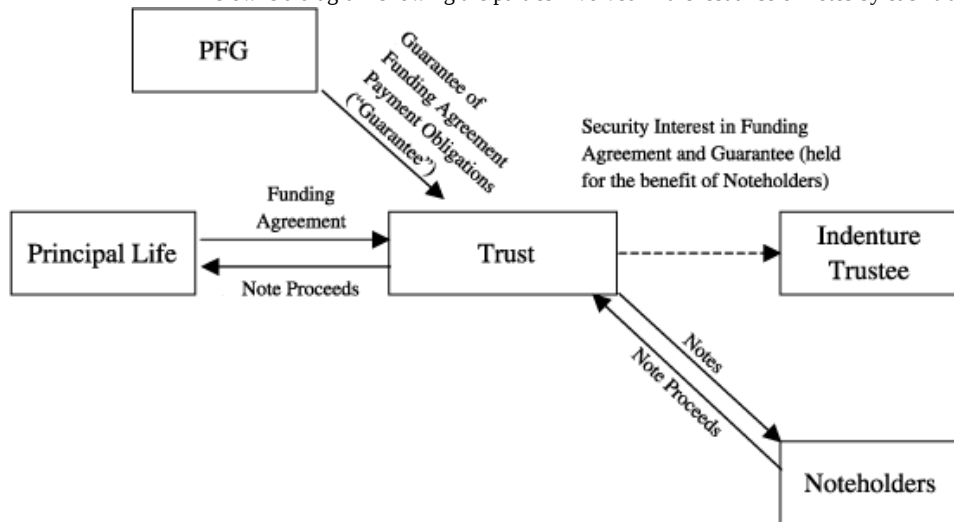 PFG
Guarantee of
Funding Agreement
Payment Obligations
("Guarantee")
Security Interest in Funding
Agreement and Guarantee (held
for the benefit of Noteholders)
Funding
Agreement
Principal Life
Trust
Indenture
Trustee
Note Proceeds
Notes
Note Proceeds
Noteholders